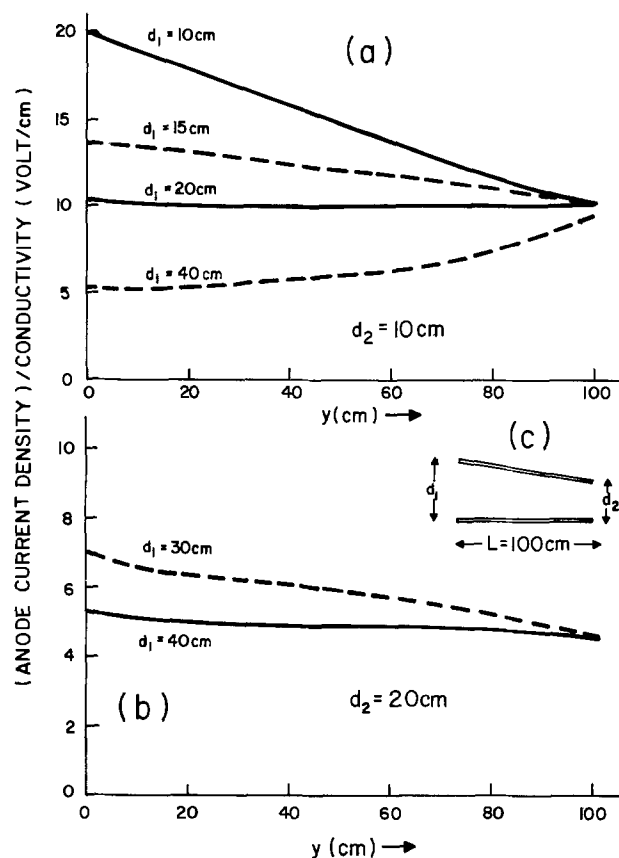 (ANODE CURRENT DENSITY)/CONDUCTIVITY (VOLT/cm)
(a)
20
15
10
5
0
d₁ = 10cm
d₁ = 15cm
d₁ = 20cm
d₁ = 40cm
d₂ = 10cm
0 20 40 60 80 100
y(cm) →
(c)
d₁
d₂
L=100cm
10
8
6
4
2
0
d₁ = 30cm
d₁ = 40cm
(b)
d₂ = 20cm
0 20 40 60 80 100
y (cm) →